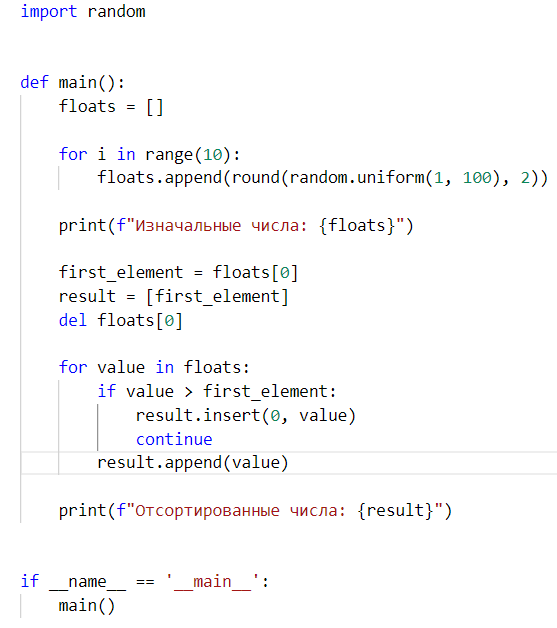 import random
def main():
    floats = []
    for i in range(10):
        floats.append(round(random.uniform(1, 100), 2))
    print(f"Изначальные числа: {floats}")
    first_element = floats[0]
    result = [first_element]
    del floats[0]
    for value in floats:
        if value > first_element:
            result.insert(0, value)
            continue
        result.append(value)
    print(f"Отсортированные числа: {result}")
if __name__ == '__main__':
    main()